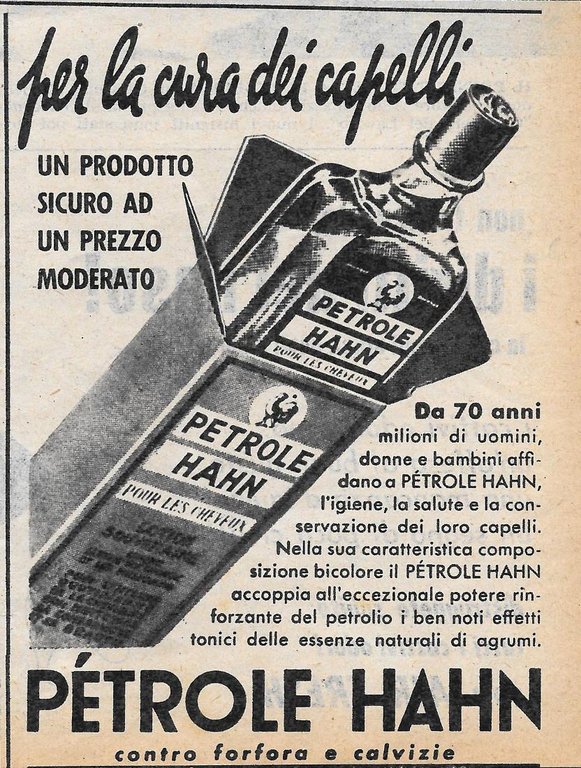 per la cura dei capelli
UN PRODOTTO
SICURO AD
UN PREZZO
MODERATO
PETROLE
HAHN
POUR LES CHEVEUX
PETROLE
HAHN
POUR LES CHEVEUX
LOTION
Da 70 anni
milioni di uomini,
donne e bambini affi-
dano a PÉTROLE HAHN,
l'igiene, la salute e la con-
servazione dei loro capelli.
Nella sua caratteristica compo-
sizione bicolore il PÉTROLE HAHN
accoppia all'eccezionale potere rin-
forzante del petrolio i ben noti effetti
tonici delle essenze naturali di agrumi.
PÉTROLE HAHN
contro forfora e calvizie